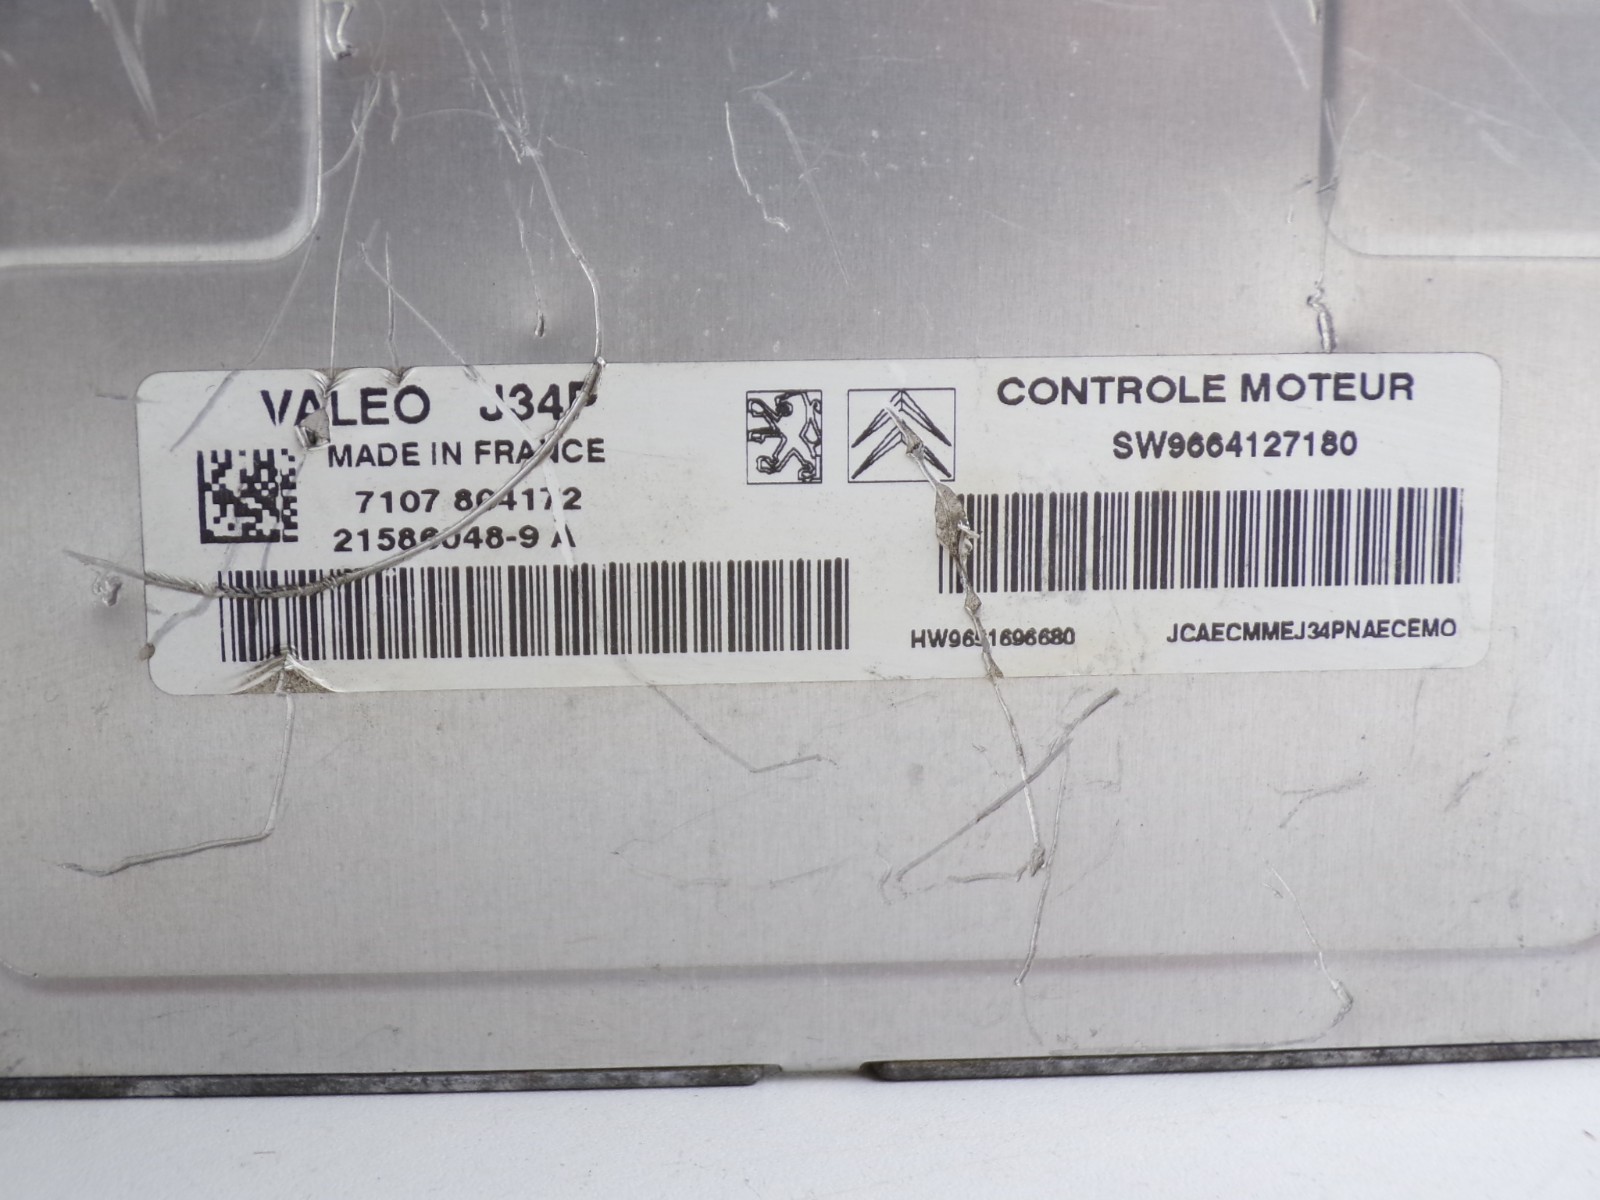 VALEO J34P
MADE IN FRANCE
7107 804172
21586048-9 A
CONTROLE MOTEUR
SW9664127180
HW9651696680
JCAECMMEJ34PNAECEMO